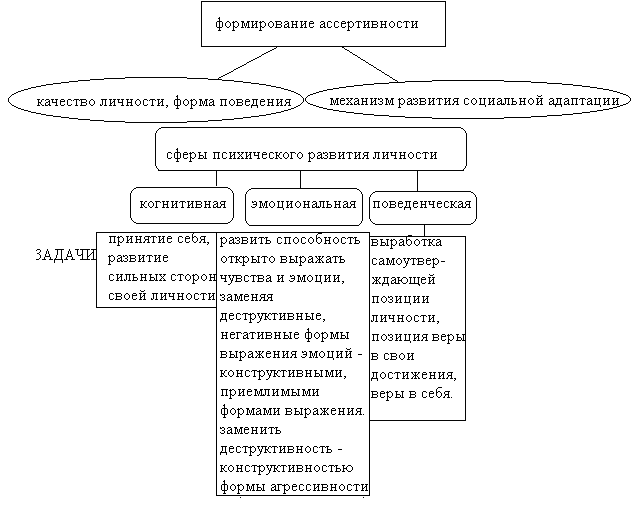 формирование ассертивности
качество личности, форма поведения
механизм развития социальной адаптации
сферы психического развития личности
когнитивная
эмоциональная
поведенческая
ЗАДАЧИ
принятие себя,
развитие
сильных сторон
своей личности
развить способность
открыто выражать
чувства и эмоции,
заменяя
деструктивные,
негативные формы
выражения эмоций -
конструктивными,
приемлимыми
формами выражения.
заменить
деструктивность -
конструктивностью
формы агрессивности
выработка
самоутвер-
ждающей
позиции
личности,
позиция веры
в свои
достижения,
веры в себя.